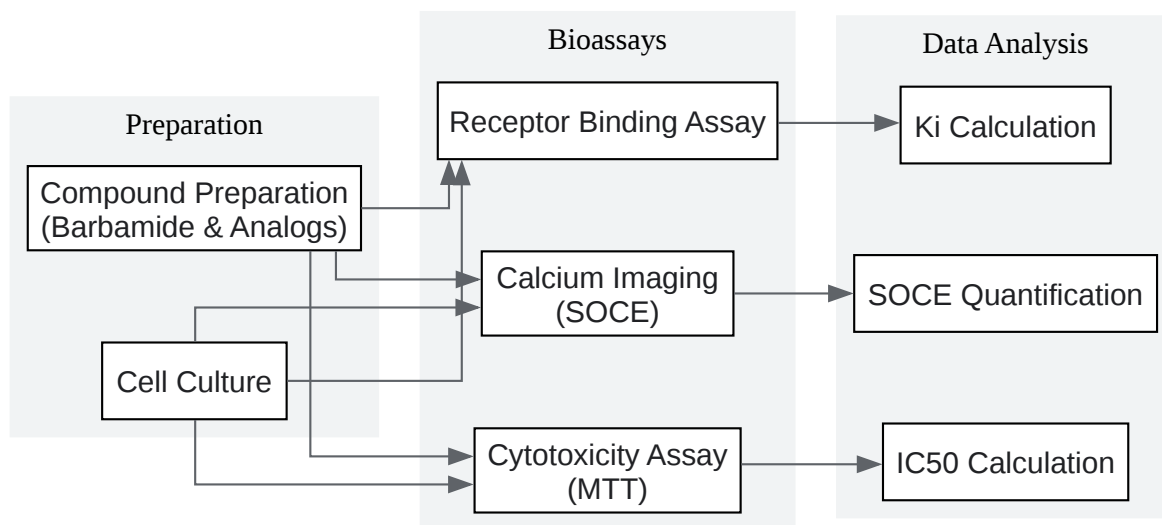 Preparation
Compound Preparation
(Barbamide & Analogs)
Cell Culture
Bioassays
Receptor Binding Assay
Calcium Imaging
(SOCE)
Cytotoxicity Assay
(MTT)
Data Analysis
Ki Calculation
SOCE Quantification
IC50 Calculation